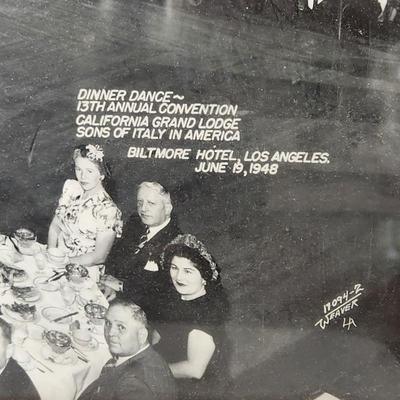 DINNER DANCE~
13TH ANNUAL CONVENTION
CALIFORNIA GRAND LODGE
SONS OF ITALY IN AMERICA
BILTMORE HOTEL, LOS ANGELES.
JUNE 19, 1948
17094-2
WEAVER
LA